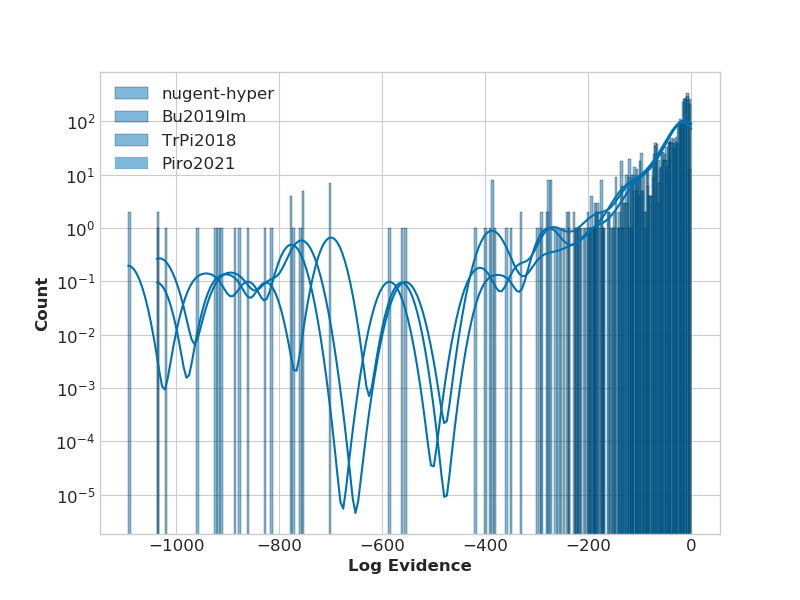 nugent-hyper
Bu2019lm
TrPi2018
Piro2021
10²
10¹
10⁰
10⁻¹
10⁻²
10⁻³
10⁻⁴
10⁻⁵
Count
−1000 −800 −600 −400 −200 0
Log Evidence